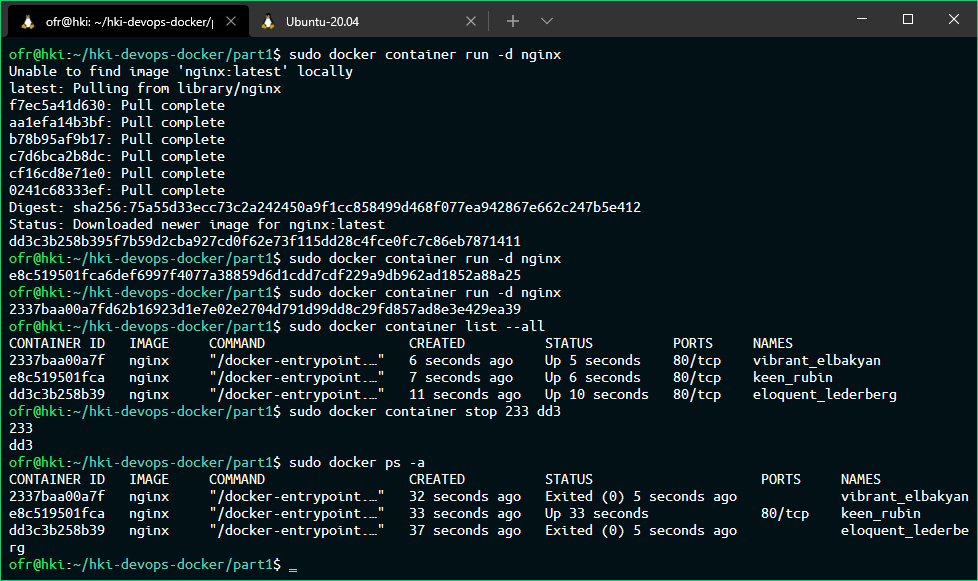 ofr@hki: ~/hki-devops-docker/
Ubuntu-20.04
ofr@hki:~/hki-devops-docker/part1$ sudo docker container run -d nginx
Unable to find image 'nginx:latest' locally
latest: Pulling from library/nginx
f7ec5a41d630: Pull complete
aa1efa14b3bf: Pull complete
b78b95af9b17: Pull complete
c7d6bca2b8dc: Pull complete
cf16cd8e71e0: Pull complete
0241c68333ef: Pull complete
Digest: sha256:75a55d33ecc73c2a242450a9f1cc858499d468f077ea942867e662c247b5e412
Status: Downloaded newer image for nginx:latest
dd3c3b258b395f7b59d2cba927cd0f62e73f115dd28c4fce0fc7c86eb7871411
ofr@hki:~/hki-devops-docker/part1$ sudo docker container run -d nginx
e8c519501fca6def6997f4077a38859d6d1cdd7cdf229a9db962ad1852a88a25
ofr@hki:~/hki-devops-docker/part1$ sudo docker container run -d nginx
2337baa00a7fd62b16923d1e7e02e2704d791d99dd8c29fd857ad8e3e429ea39
ofr@hki:~/hki-devops-docker/part1$ sudo docker container list --all
CONTAINER ID   IMAGE     COMMAND                  CREATED          STATUS          PORTS     NAMES
2337baa00a7f   nginx     "/docker-entrypoint.…"   6 seconds ago    Up 5 seconds    80/tcp    vibrant_elbakyan
e8c519501fca   nginx     "/docker-entrypoint.…"   7 seconds ago    Up 6 seconds    80/tcp    keen_rubin
dd3c3b258b39   nginx     "/docker-entrypoint.…"   11 seconds ago   Up 10 seconds   80/tcp    eloquent_lederberg
ofr@hki:~/hki-devops-docker/part1$ sudo docker container stop 233 dd3
233
dd3
ofr@hki:~/hki-devops-docker/part1$ sudo docker ps -a
CONTAINER ID   IMAGE     COMMAND                  CREATED          STATUS                     PORTS     NAMES
2337baa00a7f   nginx     "/docker-entrypoint.…"   32 seconds ago   Exited (0) 5 seconds ago             vibrant_elbakyan
e8c519501fca   nginx     "/docker-entrypoint.…"   33 seconds ago   Up 33 seconds              80/tcp    keen_rubin
dd3c3b258b39   nginx     "/docker-entrypoint.…"   37 seconds ago   Exited (0) 5 seconds ago             eloquent_lederbe
rg
ofr@hki:~/hki-devops-docker/part1$ _